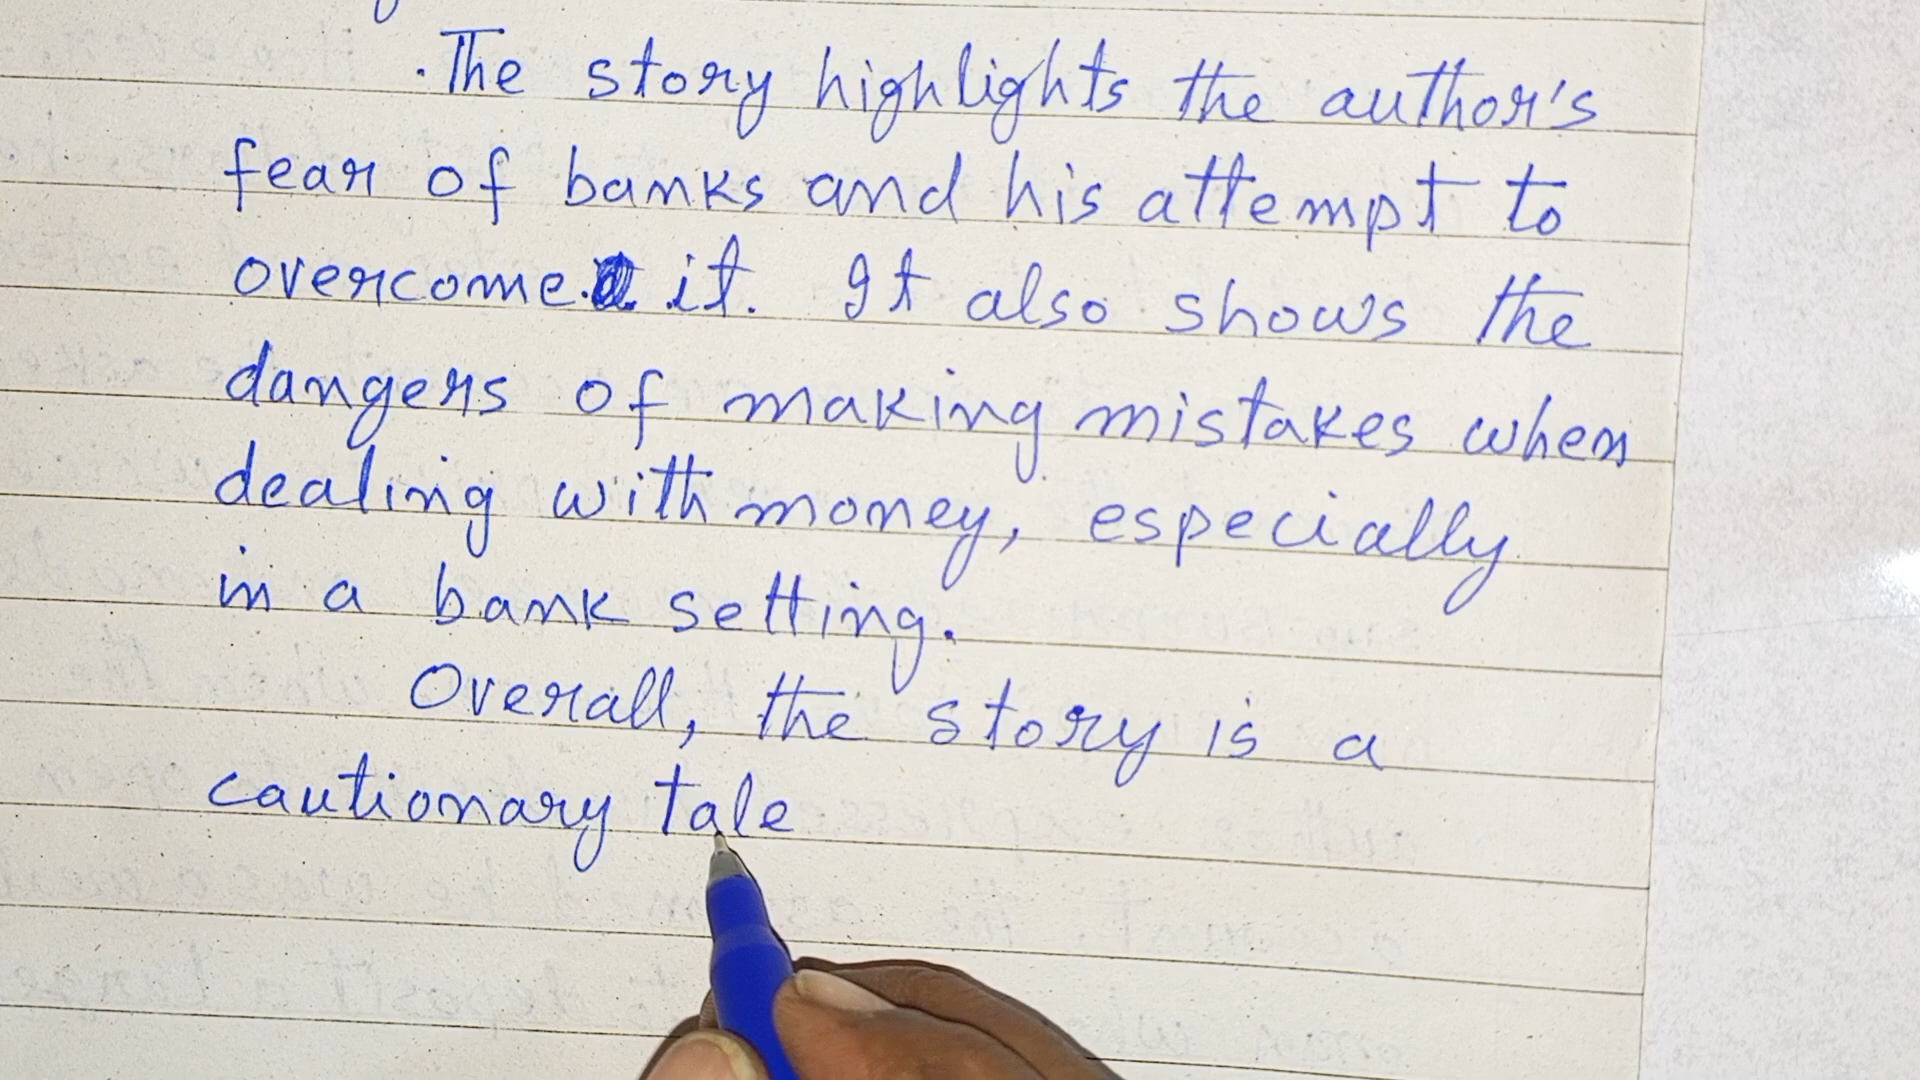 The story highlights the author's
fear of banks and his attempt to
overcome it. It also shows the
dangers of making mistakes when
dealing with money, especially
in a bank setting.
Overall, the story is a
cautionary tale